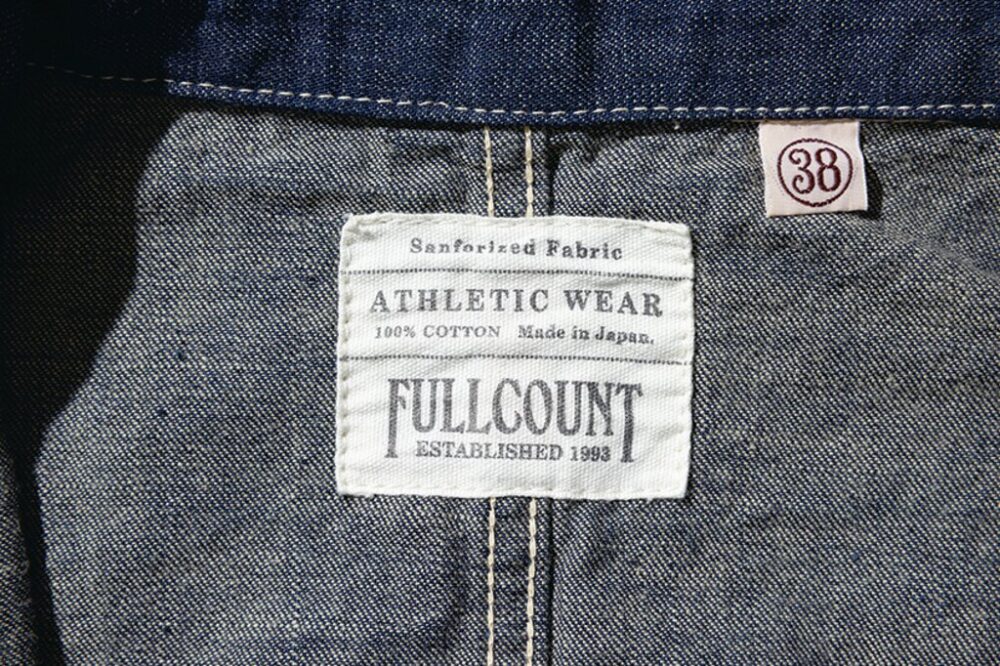 38
Sanforized Fabric
ATHLETIC WEAR
100% COTTON Made in Japan.
FULLCOUNT
ESTABLISHED 1993